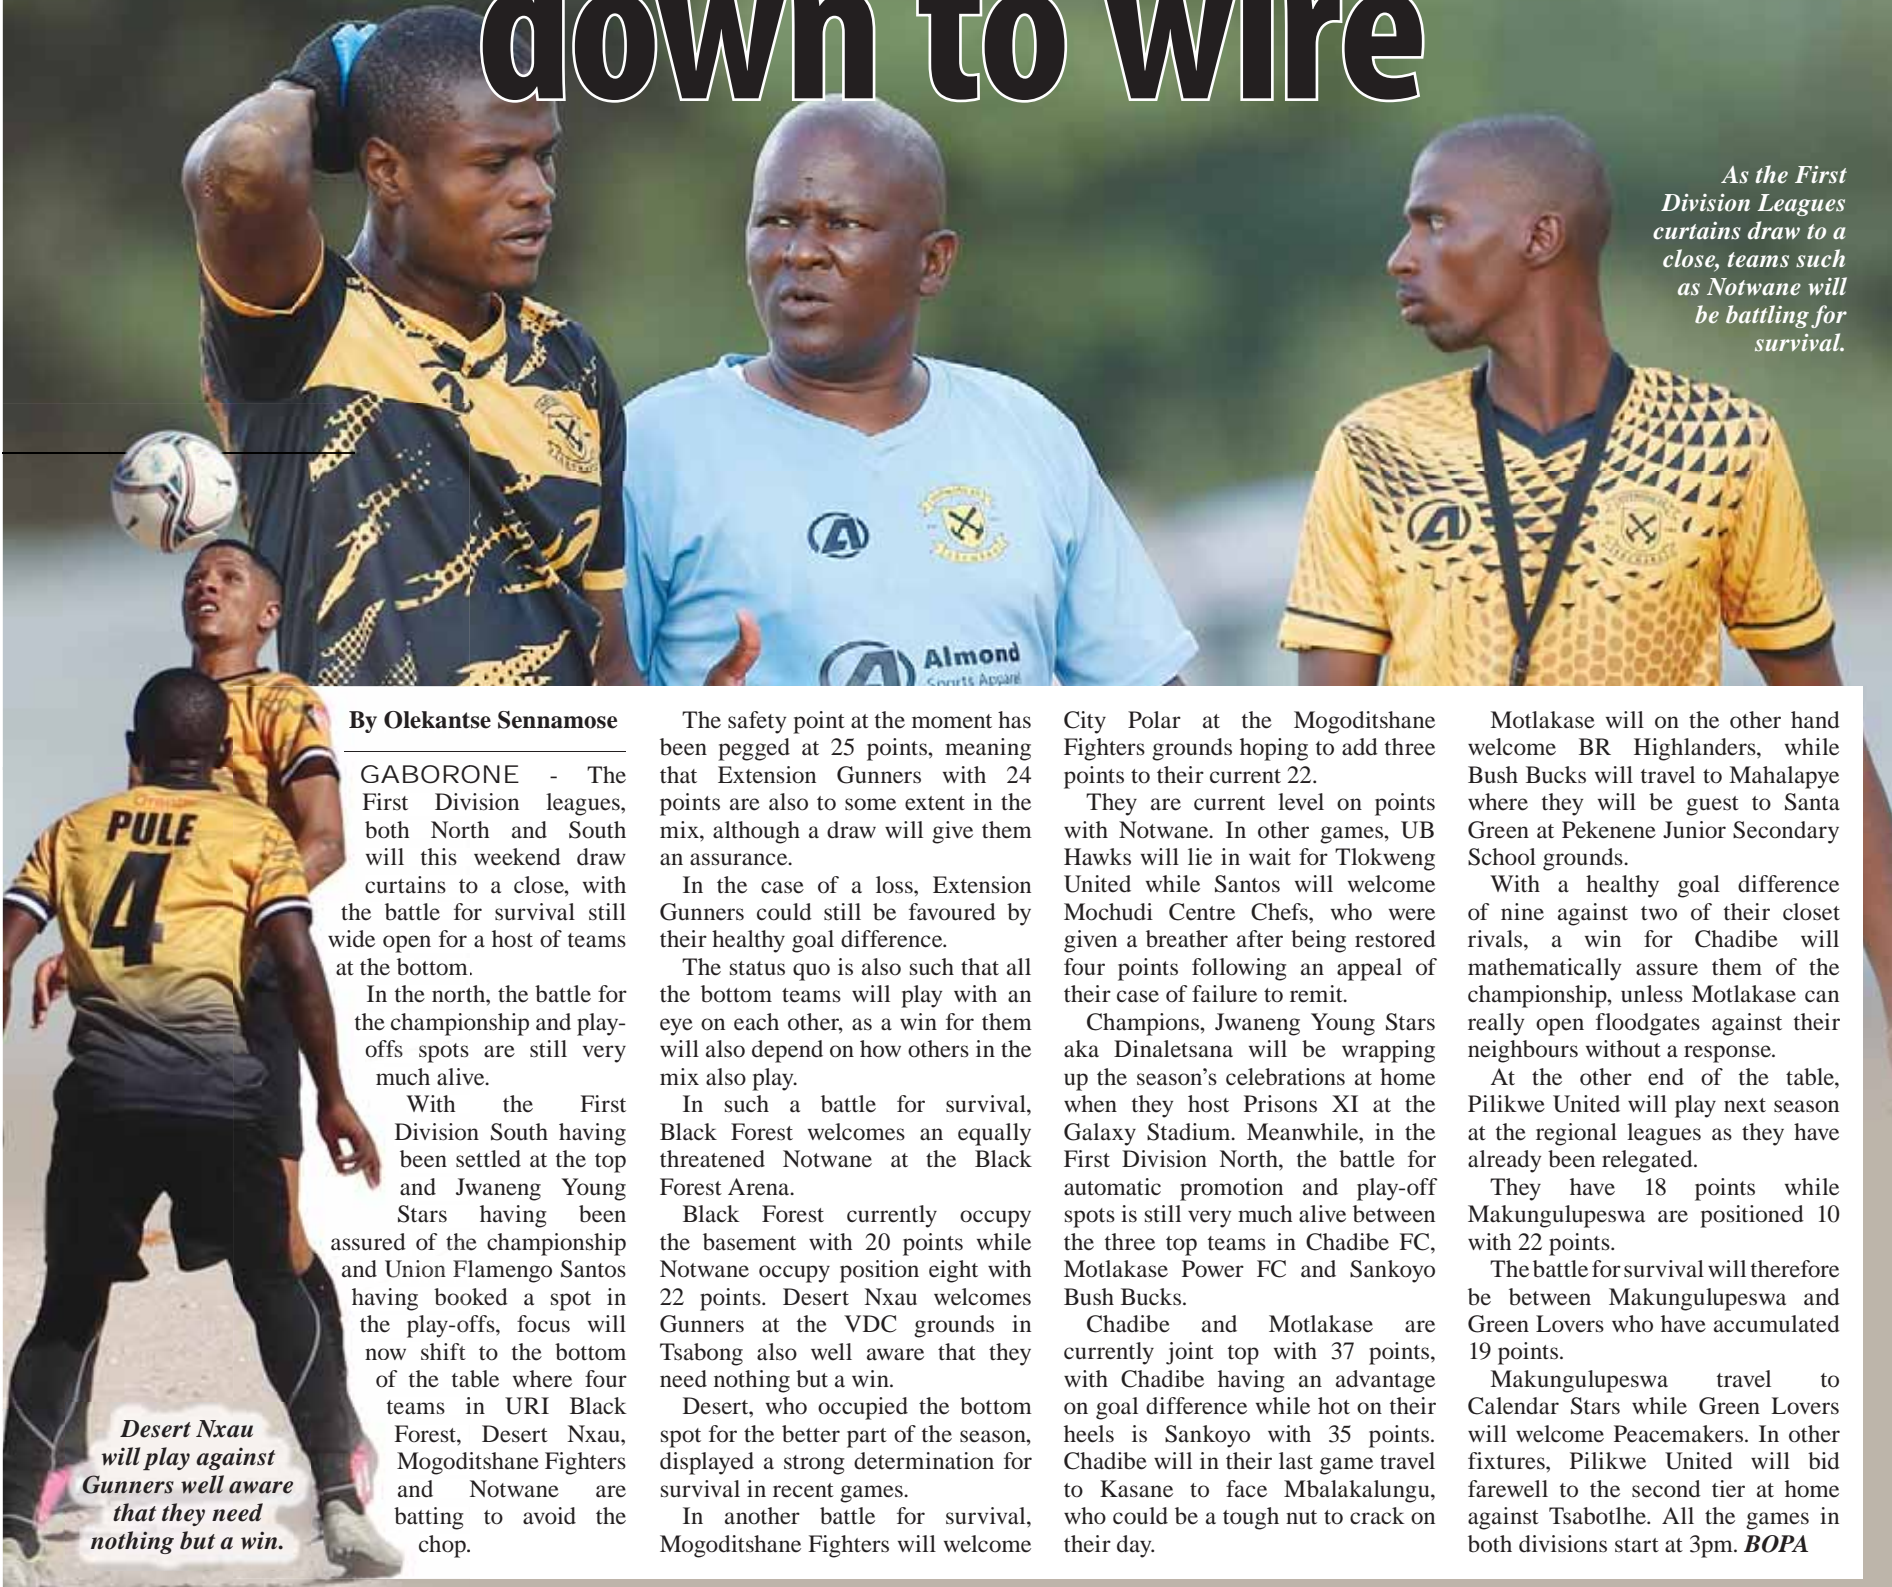 down to wire
As the First
Division Leagues
curtains draw to a
close, teams such
as Notwane will
be battling for
survival.
Almond
Sports Apparel
PULE
4
Desert Nxau
will play against
Gunners well aware
that they need
nothing but a win.
By Olekantse Sennamose
GABORONE - The
First Division leagues,
both North and South
will this weekend draw
curtains to a close, with
the battle for survival still
wide open for a host of teams
at the bottom.
In the north, the battle for
the championship and play-
offs spots are still very
much alive.
With the First
Division South having
been settled at the top
and Jwaneng Young
Stars having been
assured of the championship
and Union Flamengo Santos
having booked a spot in
the play-offs, focus will
now shift to the bottom
of the table where four
teams in URI Black
Forest, Desert Nxau,
Mogoditshane Fighters
and Notwane are
batting to avoid the
chop.
The safety point at the moment has
been pegged at 25 points, meaning
that Extension Gunners with 24
points are also to some extent in the
mix, although a draw will give them
an assurance.
In the case of a loss, Extension
Gunners could still be favoured by
their healthy goal difference.
The status quo is also such that all
the bottom teams will play with an
eye on each other, as a win for them
will also depend on how others in the
mix also play.
In such a battle for survival,
Black Forest welcomes an equally
threatened Notwane at the Black
Forest Arena.
Black Forest currently occupy
the basement with 20 points while
Notwane occupy position eight with
22 points. Desert Nxau welcomes
Gunners at the VDC grounds in
Tsabong also well aware that they
need nothing but a win.
Desert, who occupied the bottom
spot for the better part of the season,
displayed a strong determination for
survival in recent games.
In another battle for survival,
Mogoditshane Fighters will welcome
City Polar at the Mogoditshane
Fighters grounds hoping to add three
points to their current 22.
They are current level on points
with Notwane. In other games, UB
Hawks will lie in wait for Tlokweng
United while Santos will welcome
Mochudi Centre Chefs, who were
given a breather after being restored
four points following an appeal of
their case of failure to remit.
Champions, Jwaneng Young Stars
aka Dinaletsana will be wrapping
up the season's celebrations at home
when they host Prisons XI at the
Galaxy Stadium. Meanwhile, in the
First Division North, the battle for
automatic promotion and play-off
spots is still very much alive between
the three top teams in Chadibe FC,
Motlakase Power FC and Sankoyo
Bush Bucks.
Chadibe and Motlakase are
currently joint top with 37 points,
with Chadibe having an advantage
on goal difference while hot on their
heels is Sankoyo with 35 points.
Chadibe will in their last game travel
to Kasane to face Mbalakalungu,
who could be a tough nut to crack on
their day.
Motlakase will on the other hand
welcome BR Highlanders, while
Bush Bucks will travel to Mahalapye
where they will be guest to Santa
Green at Pekenene Junior Secondary
School grounds.
With a healthy goal difference
of nine against two of their closet
rivals, a win for Chadibe will
mathematically assure them of the
championship, unless Motlakase can
really open floodgates against their
neighbours without a response.
At the other end of the table,
Pilikwe United will play next season
at the regional leagues as they have
already been relegated.
They have 18 points while
Makungulupeswa are positioned 10
with 22 points.
The battle for survival will therefore
be between Makungulupeswa and
Green Lovers who have accumulated
19 points.
Makungulupeswa travel to
Calendar Stars while Green Lovers
will welcome Peacemakers. In other
fixtures, Pilikwe United will bid
farewell to the second tier at home
against Tsabotlhe. All the games in
both divisions start at 3pm. BOPA